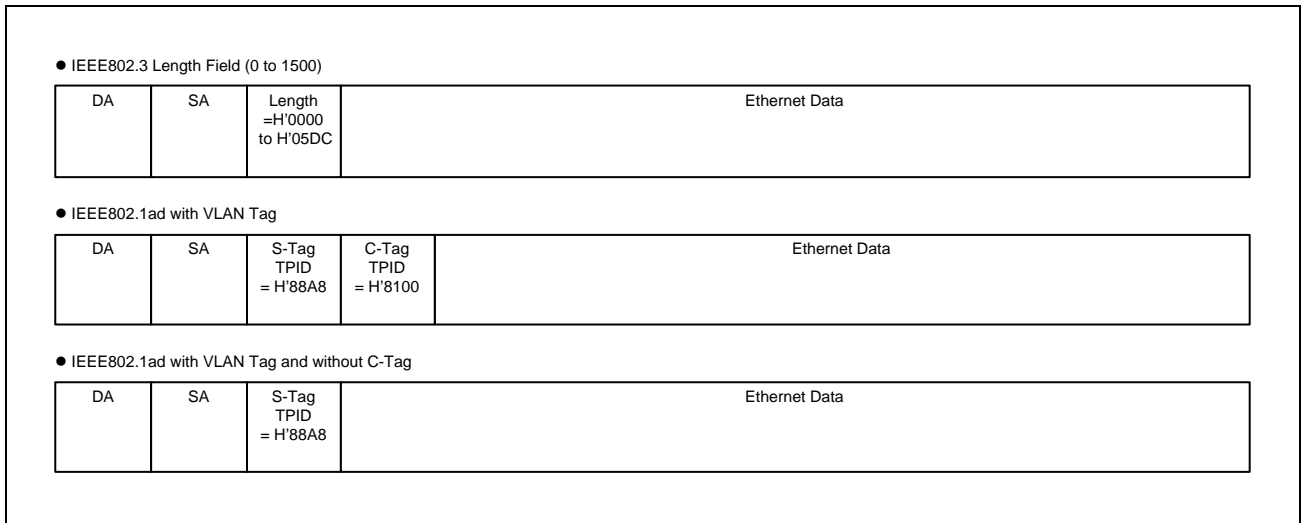 ● IEEE802.3 Length Field (0 to 1500)
DA
SA
Length
=H'0000
to H'05DC
Ethernet Data
● IEEE802.1ad with VLAN Tag
DA
SA
S-Tag
TPID
= H'88A8
C-Tag
TPID
= H'8100
Ethernet Data
● IEEE802.1ad with VLAN Tag and without C-Tag
DA
SA
S-Tag
TPID
= H'88A8
Ethernet Data